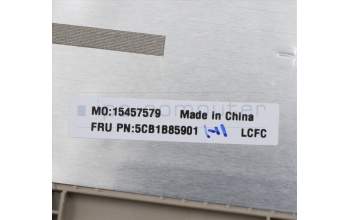 MO:15457579 Made in China
FRU PN:5CB1B85901 LCFC